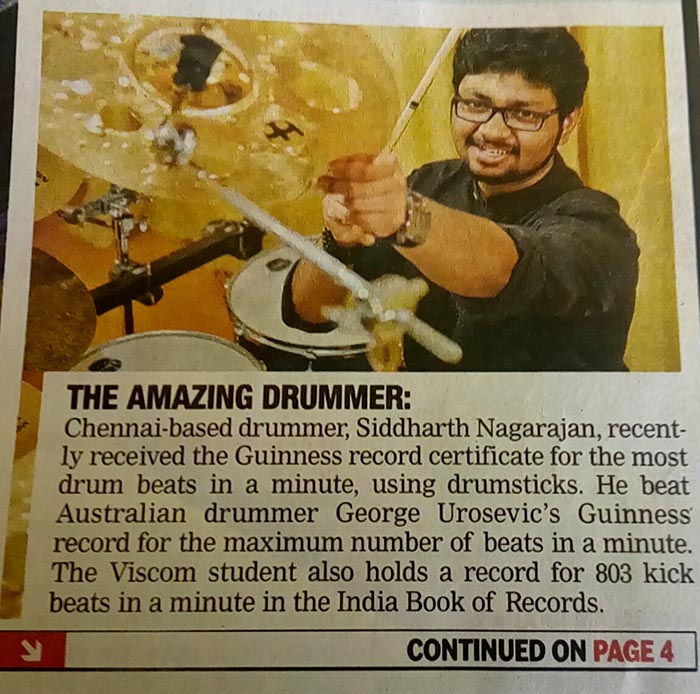 THE AMAZING DRUMMER:
Chennai-based drummer, Siddharth Nagarajan, recent-
ly received the Guinness record certificate for the most
drum beats in a minute, using drumsticks. He beat
Australian drummer George Urosevic's Guinness
record for the maximum number of beats in a minute.
The Viscom student also holds a record for 803 kick
beats in a minute in the India Book of Records.
CONTINUED ON PAGE 4